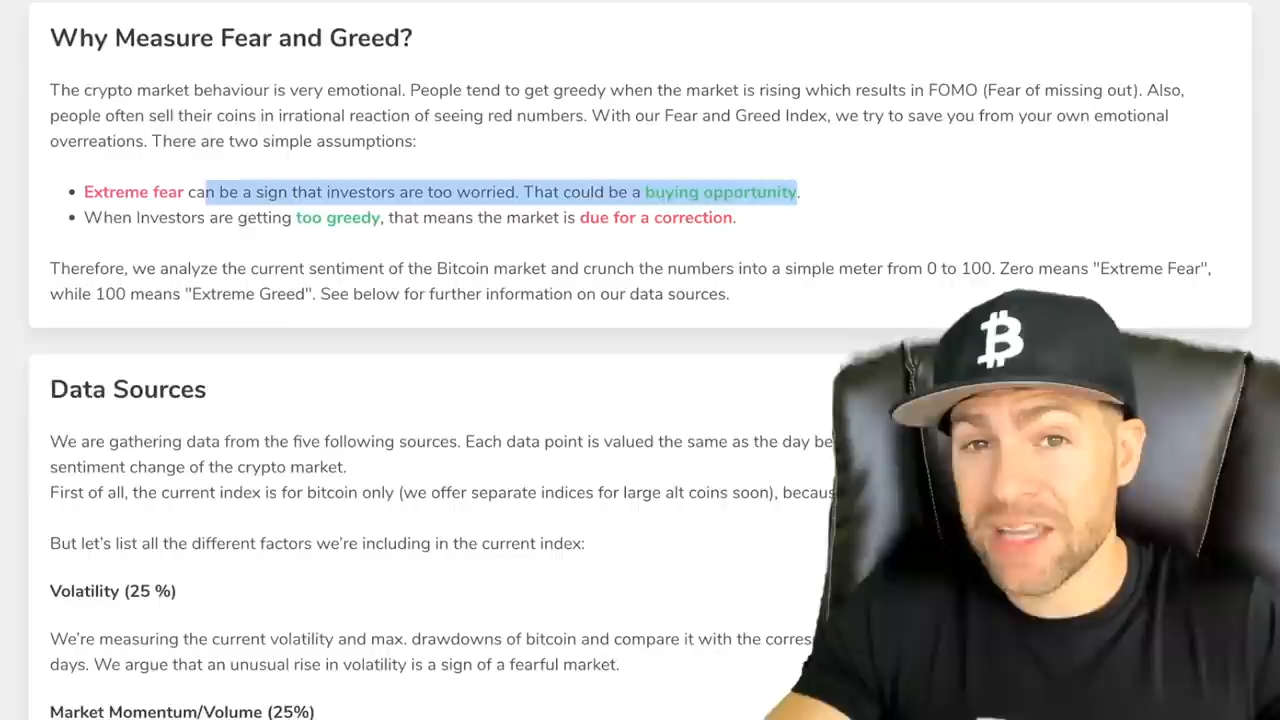 Why Measure Fear and Greed?
The crypto market behaviour is very emotional. People tend to get greedy when the market is rising which results in FOMO (Fear of missing out). Also,
people often sell their coins in irrational reaction of seeing red numbers. With our Fear and Greed Index, we try to save you from your own emotional
overreations. There are two simple assumptions:
• Extreme fear can be a sign that investors are too worried. That could be a buying opportunity.
• When Investors are getting too greedy, that means the market is due for a correction.
Therefore, we analyze the current sentiment of the Bitcoin market and crunch the numbers into a simple meter from 0 to 100. Zero means "Extreme Fear",
while 100 means "Extreme Greed". See below for further information on our data sources.
Data Sources
We are gathering data from the five following sources. Each data point is valued the same as the day be
sentiment change of the crypto market.
First of all, the current index is for bitcoin only (we offer separate indices for large alt coins soon), becaus
But let’s list all the different factors we’re including in the current index:
Volatility (25 %)
We’re measuring the current volatility and max. drawdowns of bitcoin and compare it with the corres
days. We argue that an unusual rise in volatility is a sign of a fearful market.
Market Momentum/Volume (25%)
₿